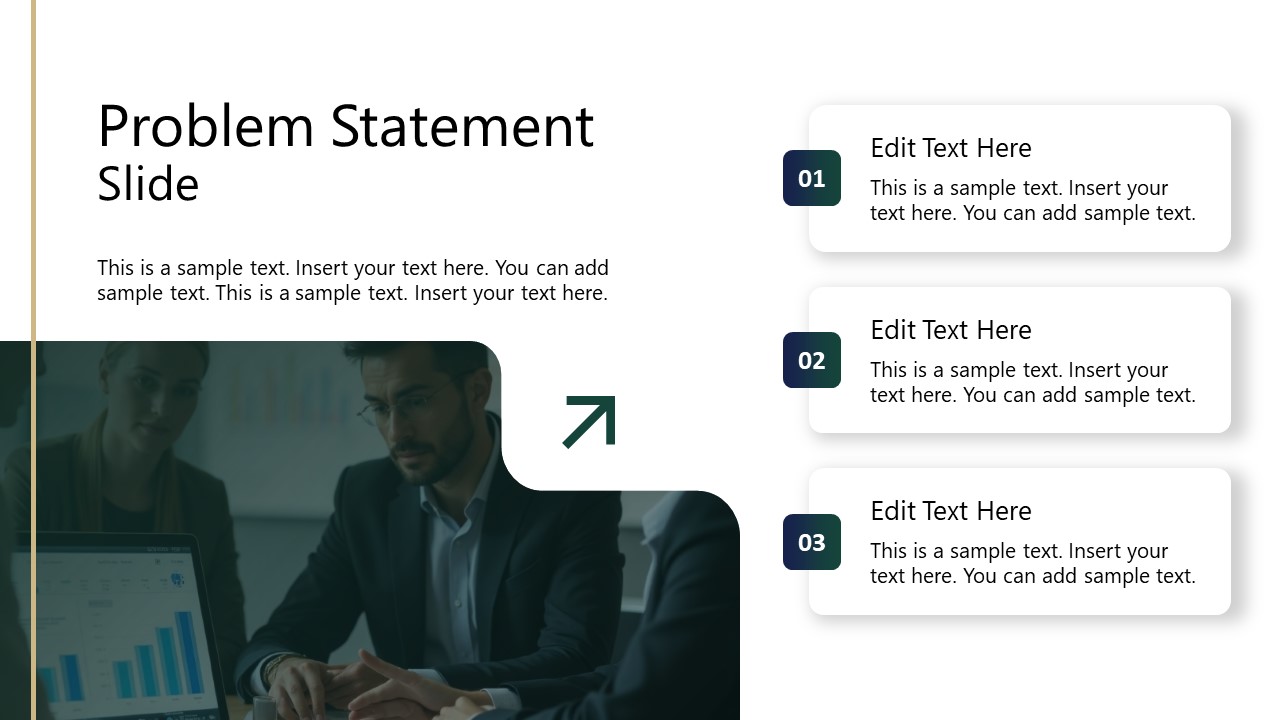 Problem Statement
Slide
This is a sample text. Insert your text here. You can add
sample text. This is a sample text. Insert your text here.
01
Edit Text Here
This is a sample text. Insert your
text here. You can add sample text.
02
Edit Text Here
This is a sample text. Insert your
text here. You can add sample text.
03
Edit Text Here
This is a sample text. Insert your
text here. You can add sample text.